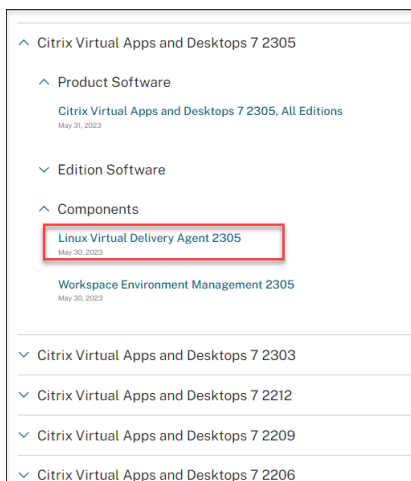 Citrix Virtual Apps and Desktops 7 2305
Product Software
Citrix Virtual Apps and Desktops 7 2305, All Editions
May 31, 2023
Edition Software
Components
Linux Virtual Delivery Agent 2305
May 30, 2023
Workspace Environment Management 2305
May 30, 2023
Citrix Virtual Apps and Desktops 7 2303
Citrix Virtual Apps and Desktops 7 2212
Citrix Virtual Apps and Desktops 7 2209
Citrix Virtual Apps and Desktops 7 2206